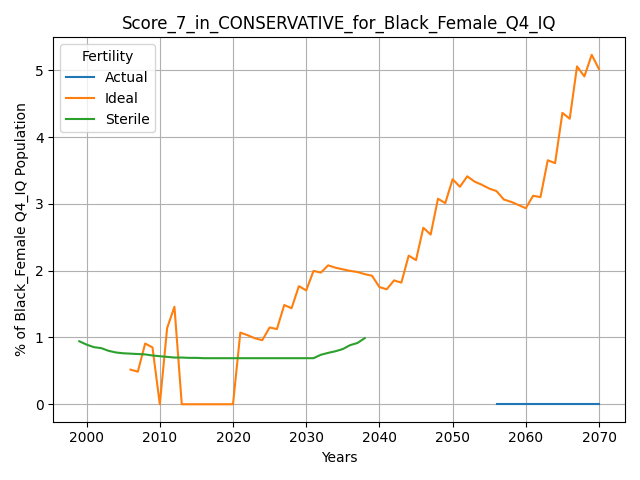 Score_7_in_CONSERVATIVE_for_Black_Female_Q4_IQ
Fertility
Actual
Ideal
Sterile
% of Black_Female Q4_IQ Population
5
4
3
2
1
0
2000 2010 2020 2030 2040 2050 2060 2070
Years